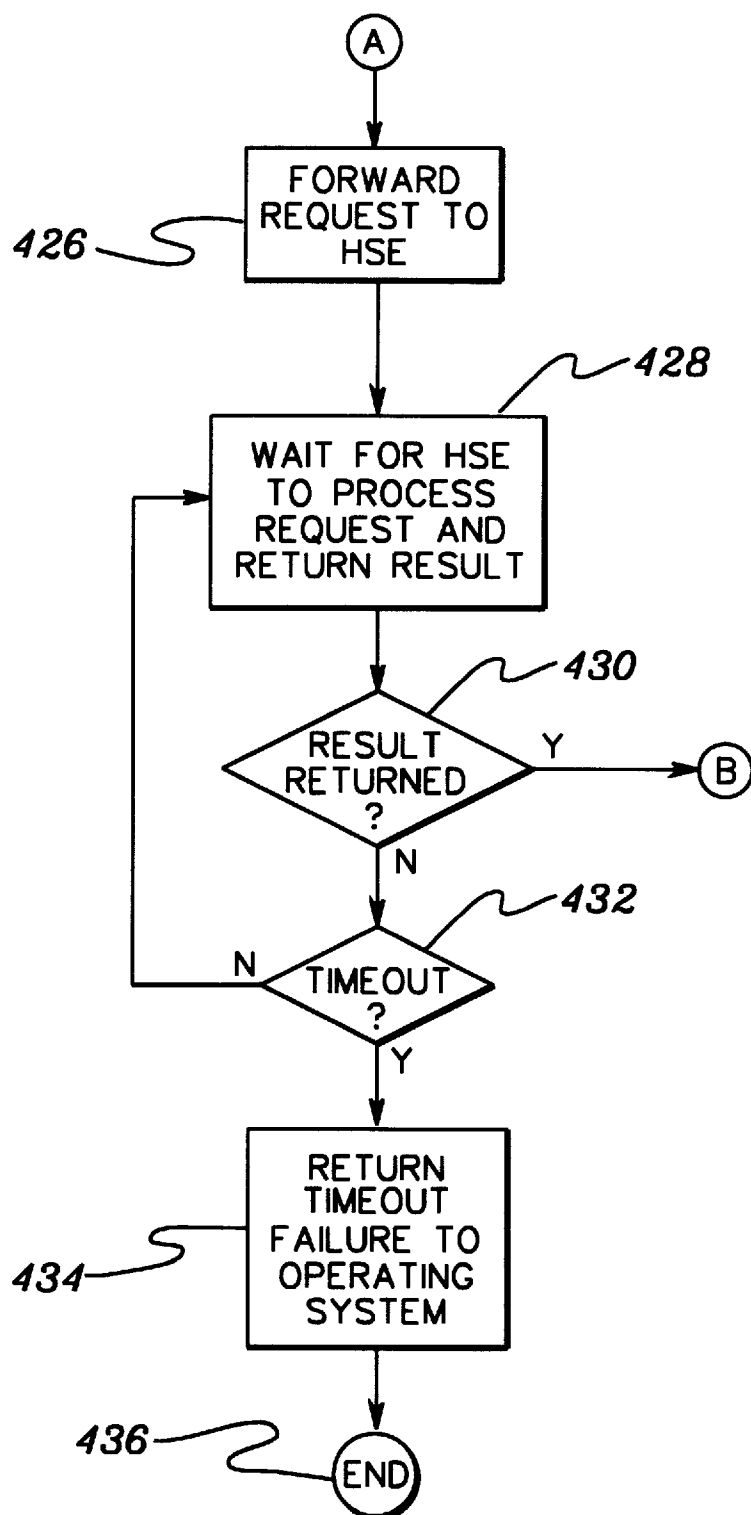 A
FORWARD
REQUEST TO
HSE
426
428
WAIT FOR HSE
TO PROCESS
REQUEST AND
RETURN RESULT
430
RESULT
RETURNED
?
Y
B
N
432
N
TIMEOUT
?
Y
RETURN
TIMEOUT
FAILURE TO
OPERATING
SYSTEM
434
436
END